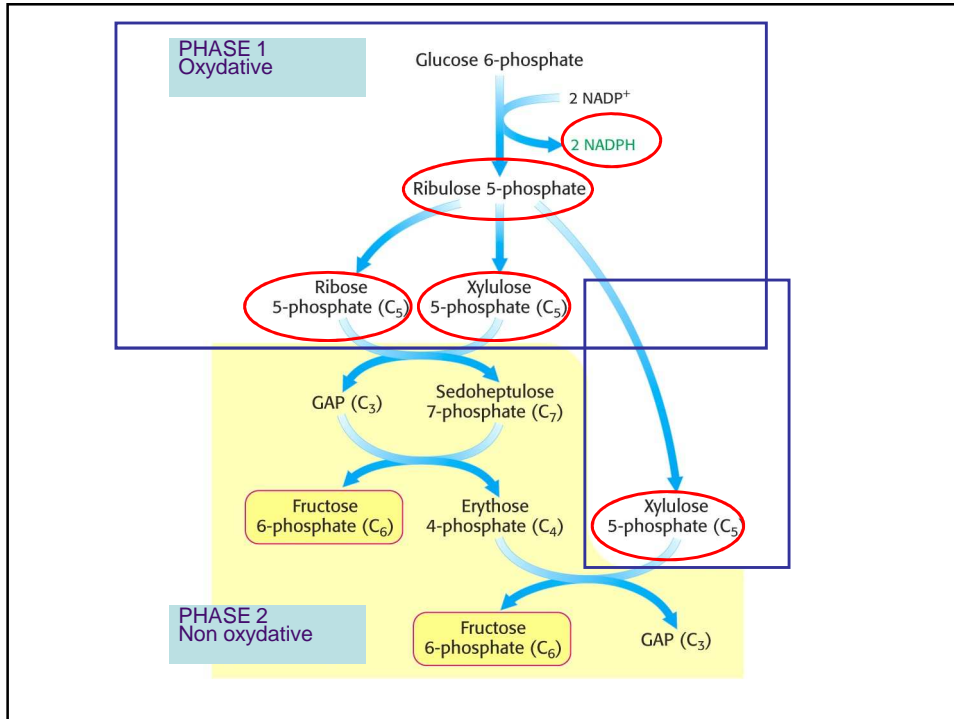 PHASE 1
Oxydative
Glucose 6-phosphate
2 NADP⁺
2 NADPH
Ribulose 5-phosphate
Ribose
5-phosphate (C₅)
Xylulose
5-phosphate (C₅)
GAP (C₃)
Sedoheptulose
7-phosphate (C₇)
Fructose
6-phosphate (C₆)
Erythose
4-phosphate (C₄)
Xylulose
5-phosphate (C₅
PHASE 2
Non oxydative
Fructose
6-phosphate (C₆)
GAP (C₃)